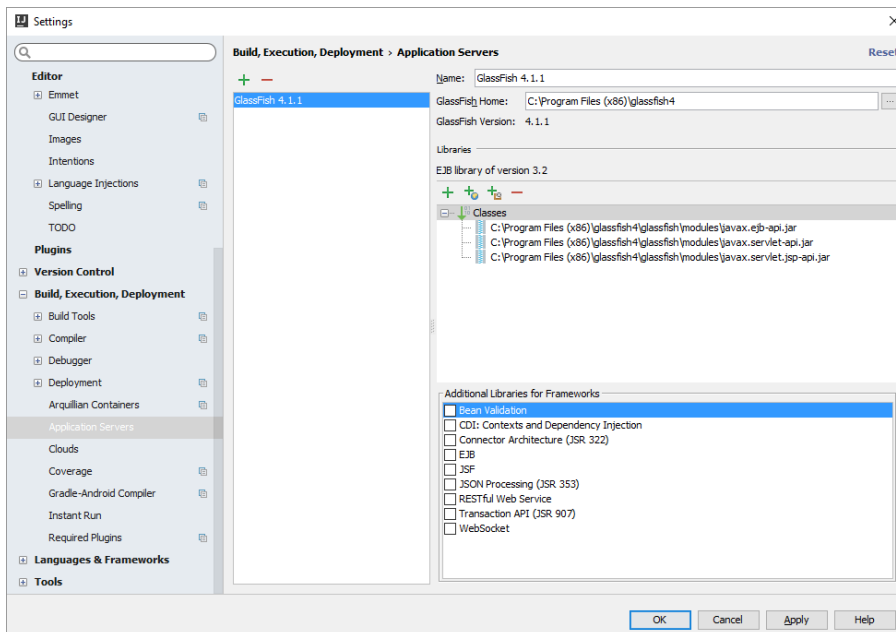 Settings
Editor
Emmet
GUI Designer
Images
Intentions
Language Injections
Spelling
TODO
Plugins
Version Control
Build, Execution, Deployment
Build Tools
Compiler
Debugger
Deployment
Arquillian Containers
Application Servers
Clouds
Coverage
Gradle-Android Compiler
Instant Run
Required Plugins
Languages & Frameworks
Tools
Build, Execution, Deployment › Application Servers
Reset
GlassFish 4.1.1
Name: GlassFish 4.1.1
GlassFish Home: C:\Program Files (x86)\glassfish4 ...
GlassFish Version: 4.1.1
Libraries
EJB library of version 3.2
Classes
C:\Program Files (x86)\glassfish4\glassfish\modules\javax.ejb-api.jar
C:\Program Files (x86)\glassfish4\glassfish\modules\javax.servlet-api.jar
C:\Program Files (x86)\glassfish4\glassfish\modules\javax.servlet.jsp-api.jar
Additional Libraries for Frameworks
Bean Validation
CDI: Contexts and Dependency Injection
Connector Architecture (JSR 322)
EJB
JSF
JSON Processing (JSR 353)
RESTful Web Service
Transaction API (JSR 907)
WebSocket
OK
Cancel
Apply
Help